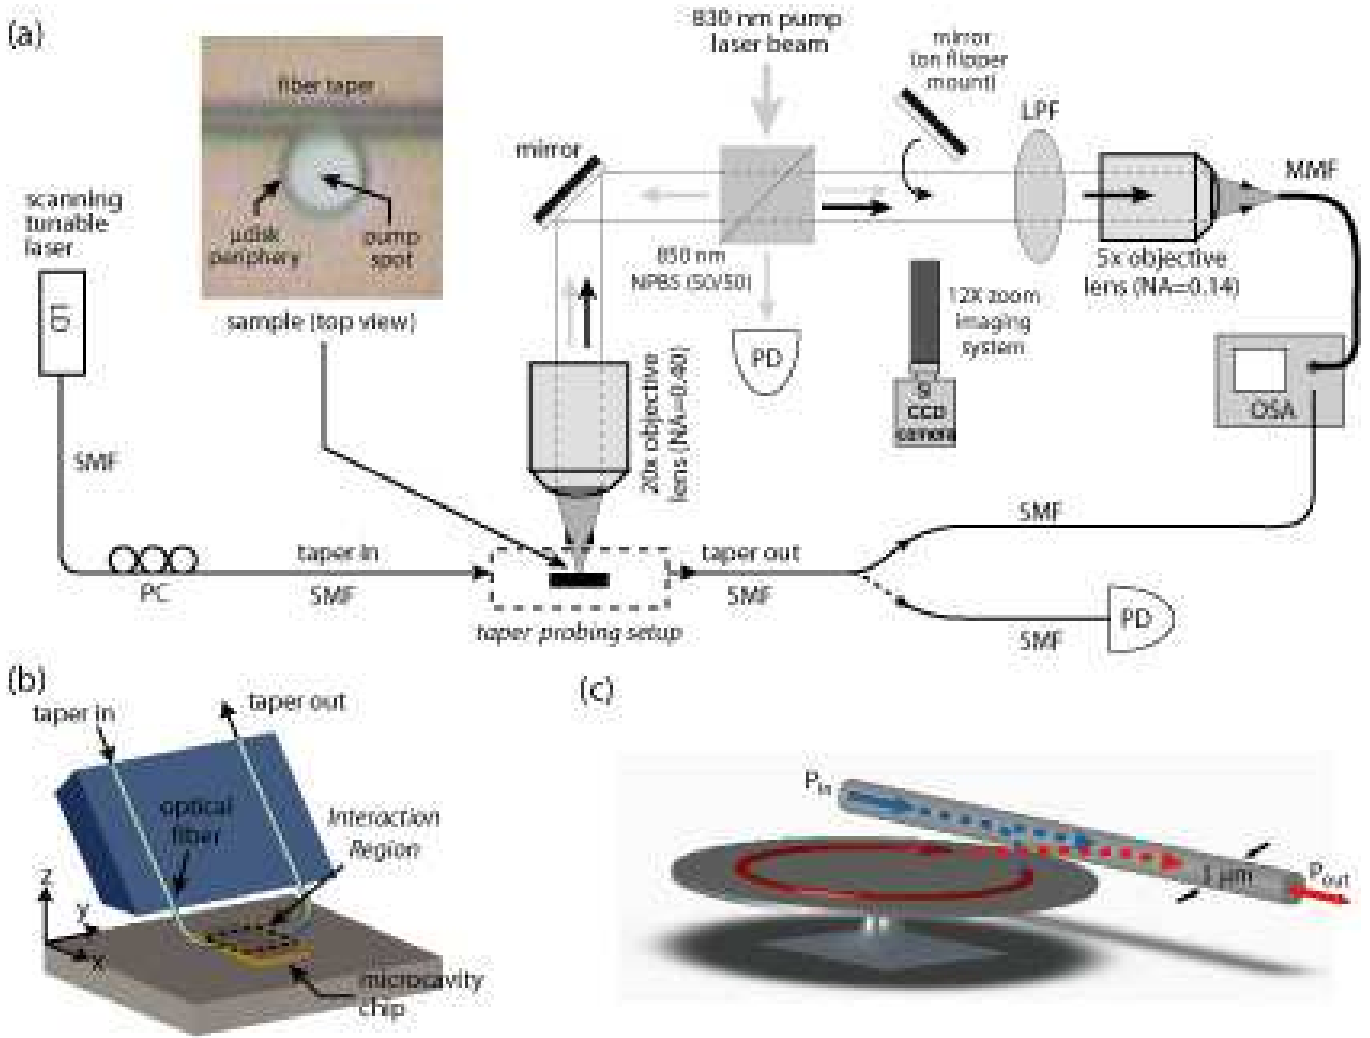 (a)
fiber taper
µdisk
periphery
pump
spot
sample (top view)
scanning
tunable
laser
LD
SMF
PC
taper in
SMF
taper probing setup
mirror
20x objective
lens (NA=0.40)
830 nm pump
laser beam
850 nm
NPBS (50/50)
PD
mirror
(on flipper
mount)
LPF
12X zoom
imaging
system
Si
CCD
camera
5x objective
lens (NA=0.14)
MMF
OSA
taper out
SMF
SMF
SMF
PD
(b)
taper in
taper out
optical
fiber
Interaction
Region
z
y
x
microcavity
chip
(c)
Pin
1 µm
Pout